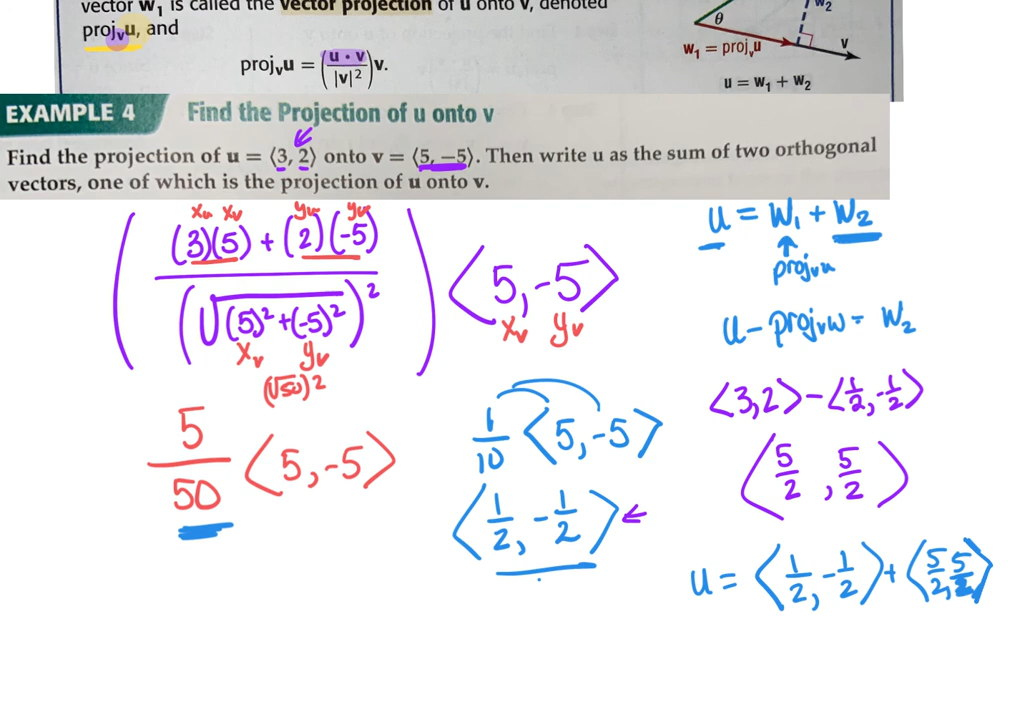 vector w₁ is called the vector projection of u onto v, denoted
projᵥu, and
projᵥu = (u · v / |v|²)v.
w₂
θ
w₁ = projᵥu
v
u = w₁ + w₂
EXAMPLE 4 Find the Projection of u onto v
Find the projection of u = ⟨3, 2⟩ onto v = ⟨5, −5⟩. Then write u as the sum of two orthogonal
vectors, one of which is the projection of u onto v.
xu xv yu yv
((3)(5) + (2)(-5) / (√(5)² + (-5)²)²) <5, -5>
xv yv
xv yv
(√50)²
5/50 <5, -5>
1/10 <5, -5>
<1/2, -1/2>
u = w₁ + w₂
projvu
u - projvw = w₂
<3, 2> - <1/2, -1/2>
<5/2, 5/2>
u = <1/2, -1/2> + <5/2, 5/2>